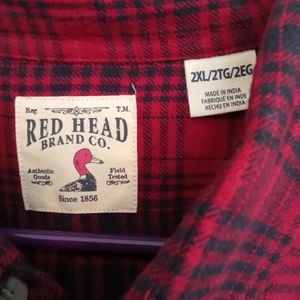 Reg. T.M.
RED HEAD
BRAND CO.
Authentic
Goods
Field
Tested
Since 1856
2XL/2TG/2EG
MADE IN INDIA
FABRIQUÉ EN INDE
HECHO EN INDIA